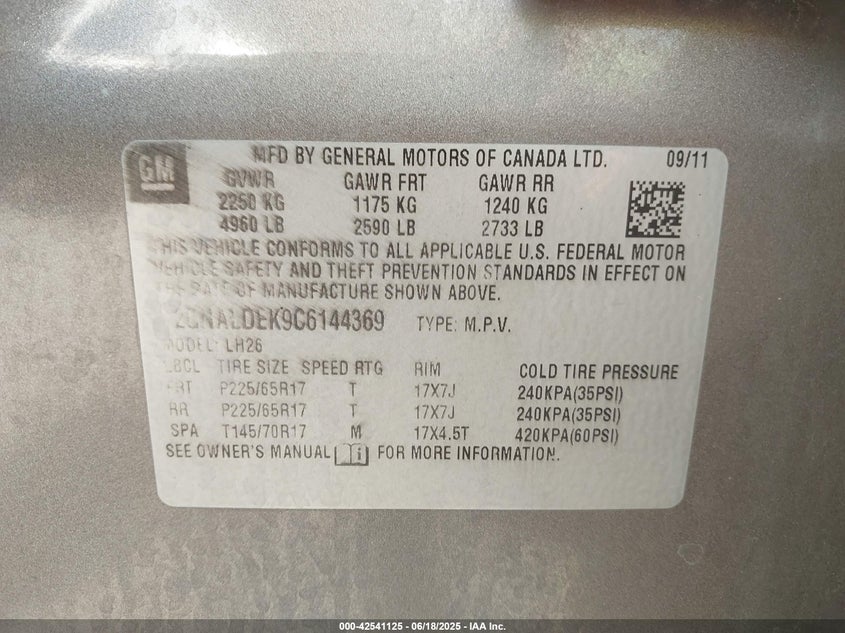 GM
MFD BY GENERAL MOTORS OF CANADA LTD. 09/11
GVWR GAWR FRT GAWR RR
2250 KG 1175 KG 1240 KG
4960 LB 2590 LB 2733 LB
THIS VEHICLE CONFORMS TO ALL APPLICABLE U.S. FEDERAL MOTOR
VEHICLE SAFETY AND THEFT PREVENTION STANDARDS IN EFFECT ON
THE DATE OF MANUFACTURE SHOWN ABOVE.
2GNALDEK9C6144369 TYPE: M.P.V.
MODEL: LH26
LBCL TIRE SIZE SPEED RTG RIM COLD TIRE PRESSURE
FRT P225/65R17 T 17X7J 240KPA(35PSI)
RR P225/65R17 T 17X7J 240KPA(35PSI)
SPA T145/70R17 M 17X4.5T 420KPA(60PSI)
SEE OWNER'S MANUAL i FOR MORE INFORMATION.
000-42541125 - 06/18/2025 - IAA Inc.